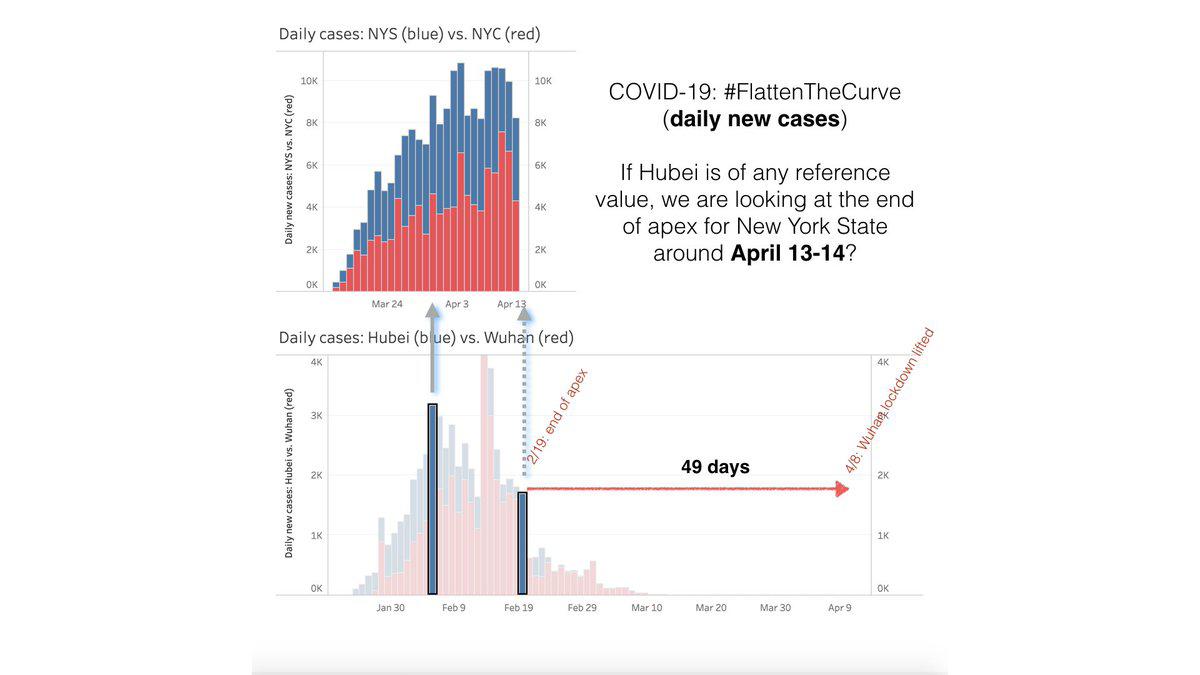 Daily cases: NYS (blue) vs. NYC (red)
Daily new cases: NYS vs. NYC (red)
10K
8K
6K
4K
2K
0K
10K
8K
6K
4K
2K
0K
Mar 24
Apr 3
Apr 13
COVID-19: #FlattenTheCurve
(daily new cases)
If Hubei is of any reference
value, we are looking at the end
of apex for New York State
around April 13-14?
Daily cases: Hubei (blue) vs. Wuhan (red)
Daily new cases: Hubei vs. Wuhan (red)
4K
3K
2K
1K
0K
2/19: end of apex
49 days
4/8: Wuhan lockdown lifted
4K
3K
2K
1K
0K
Jan 30
Feb 9
Feb 19
Feb 29
Mar 10
Mar 20
Mar 30
Apr 9